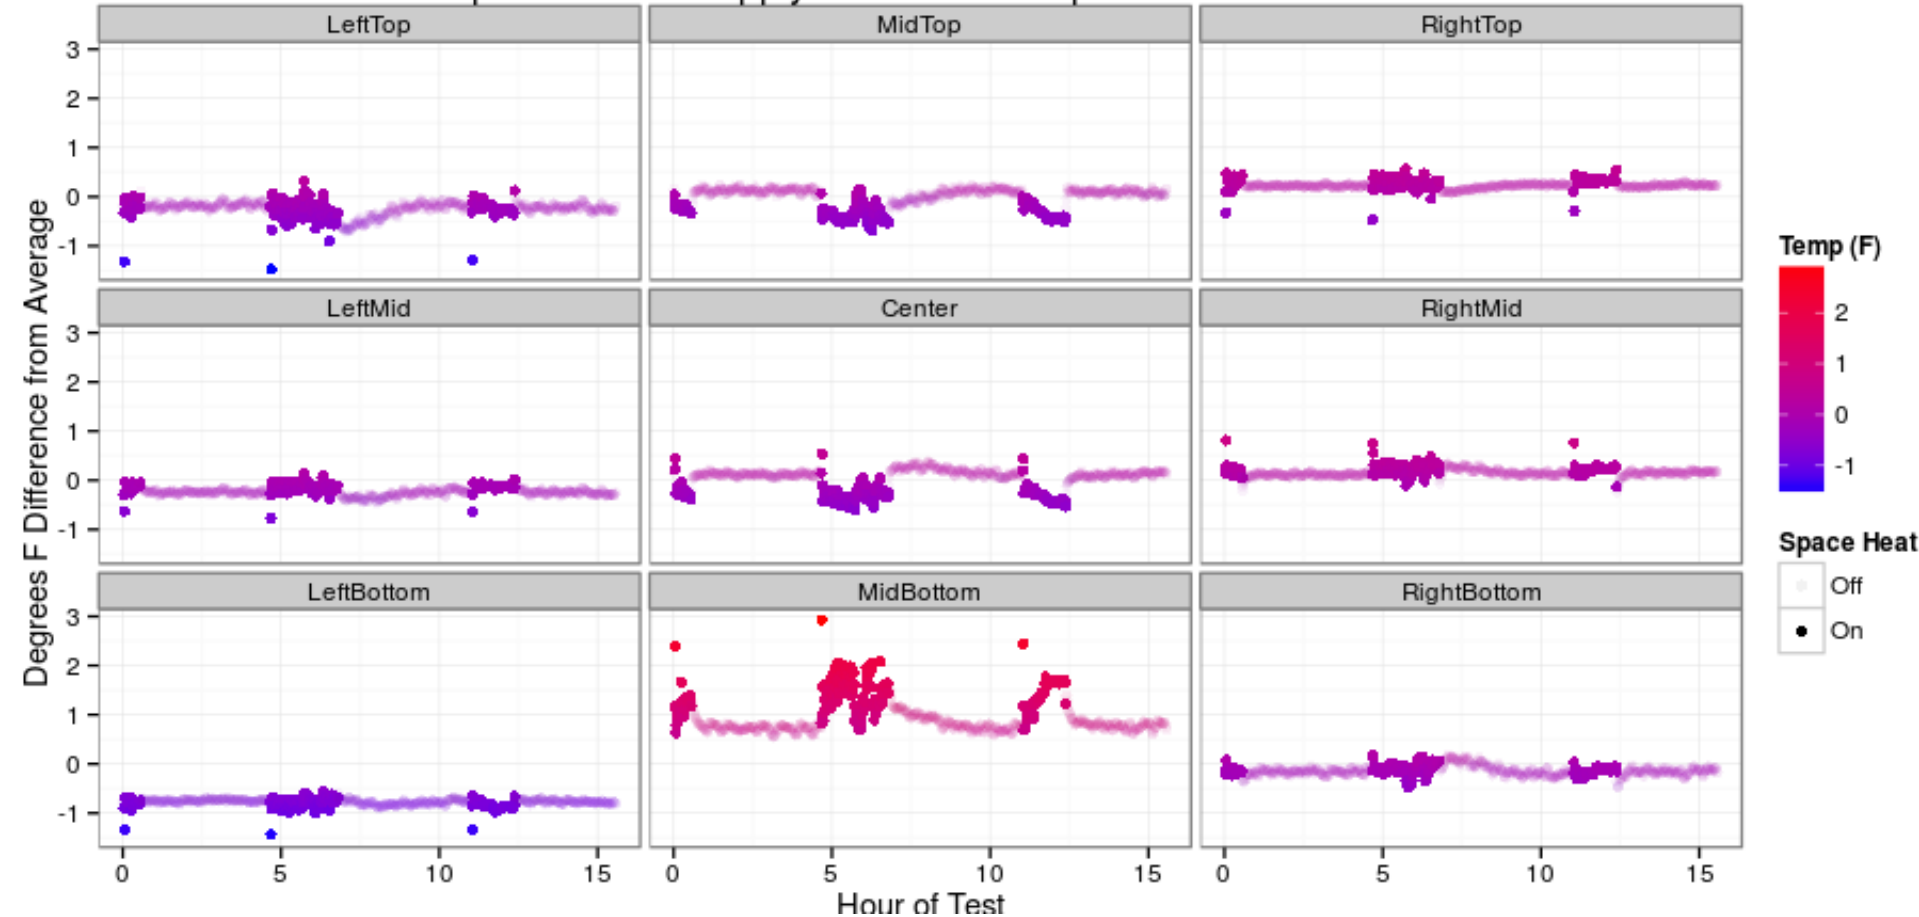 LeftTop MidTop RightTop
3
2
1
0
-1
LeftMid Center RightMid
3
2
1
0
-1
LeftBottom MidBottom RightBottom
3
2
1
0
-1
0 5 10 15 0 5 10 15 0 5 10 15
Hour of Test
Degrees F Difference from Average
Temp (F)
2
1
0
-1
Space Heat
Off
On